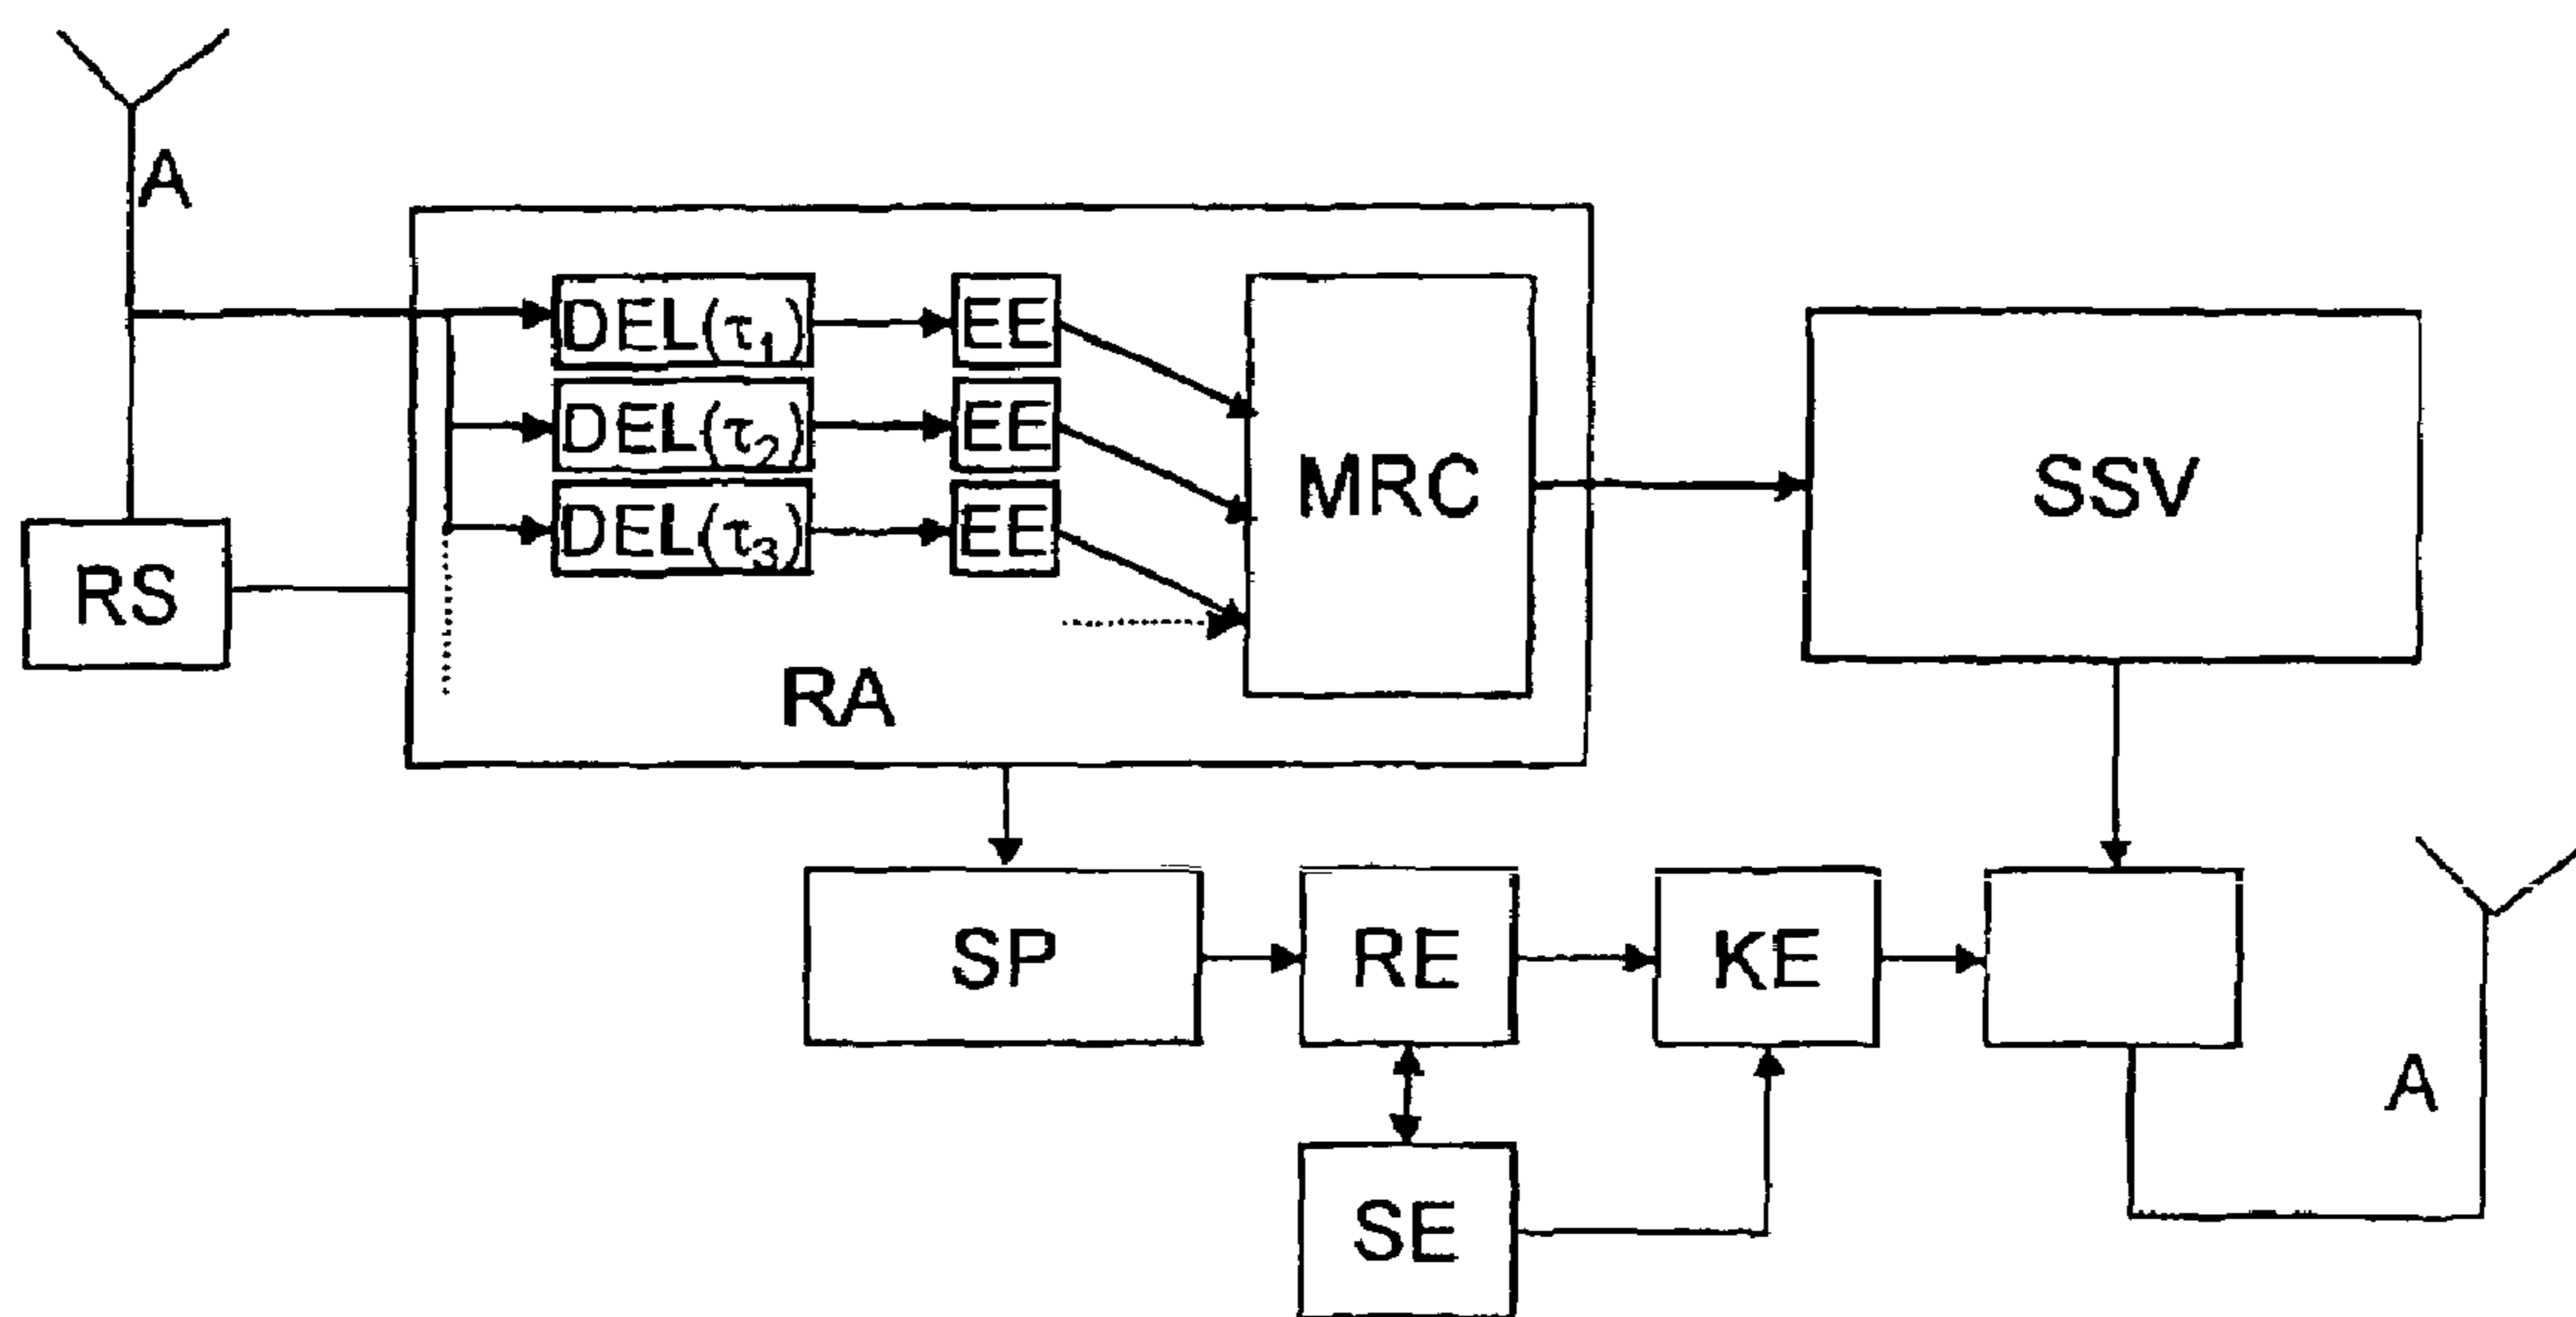 A
DEL(τ₁)
EE
DEL(τ₂)
EE
DEL(τ₃)
EE
MRC
SSV
RS
RA
SP
RE
KE
A
SE